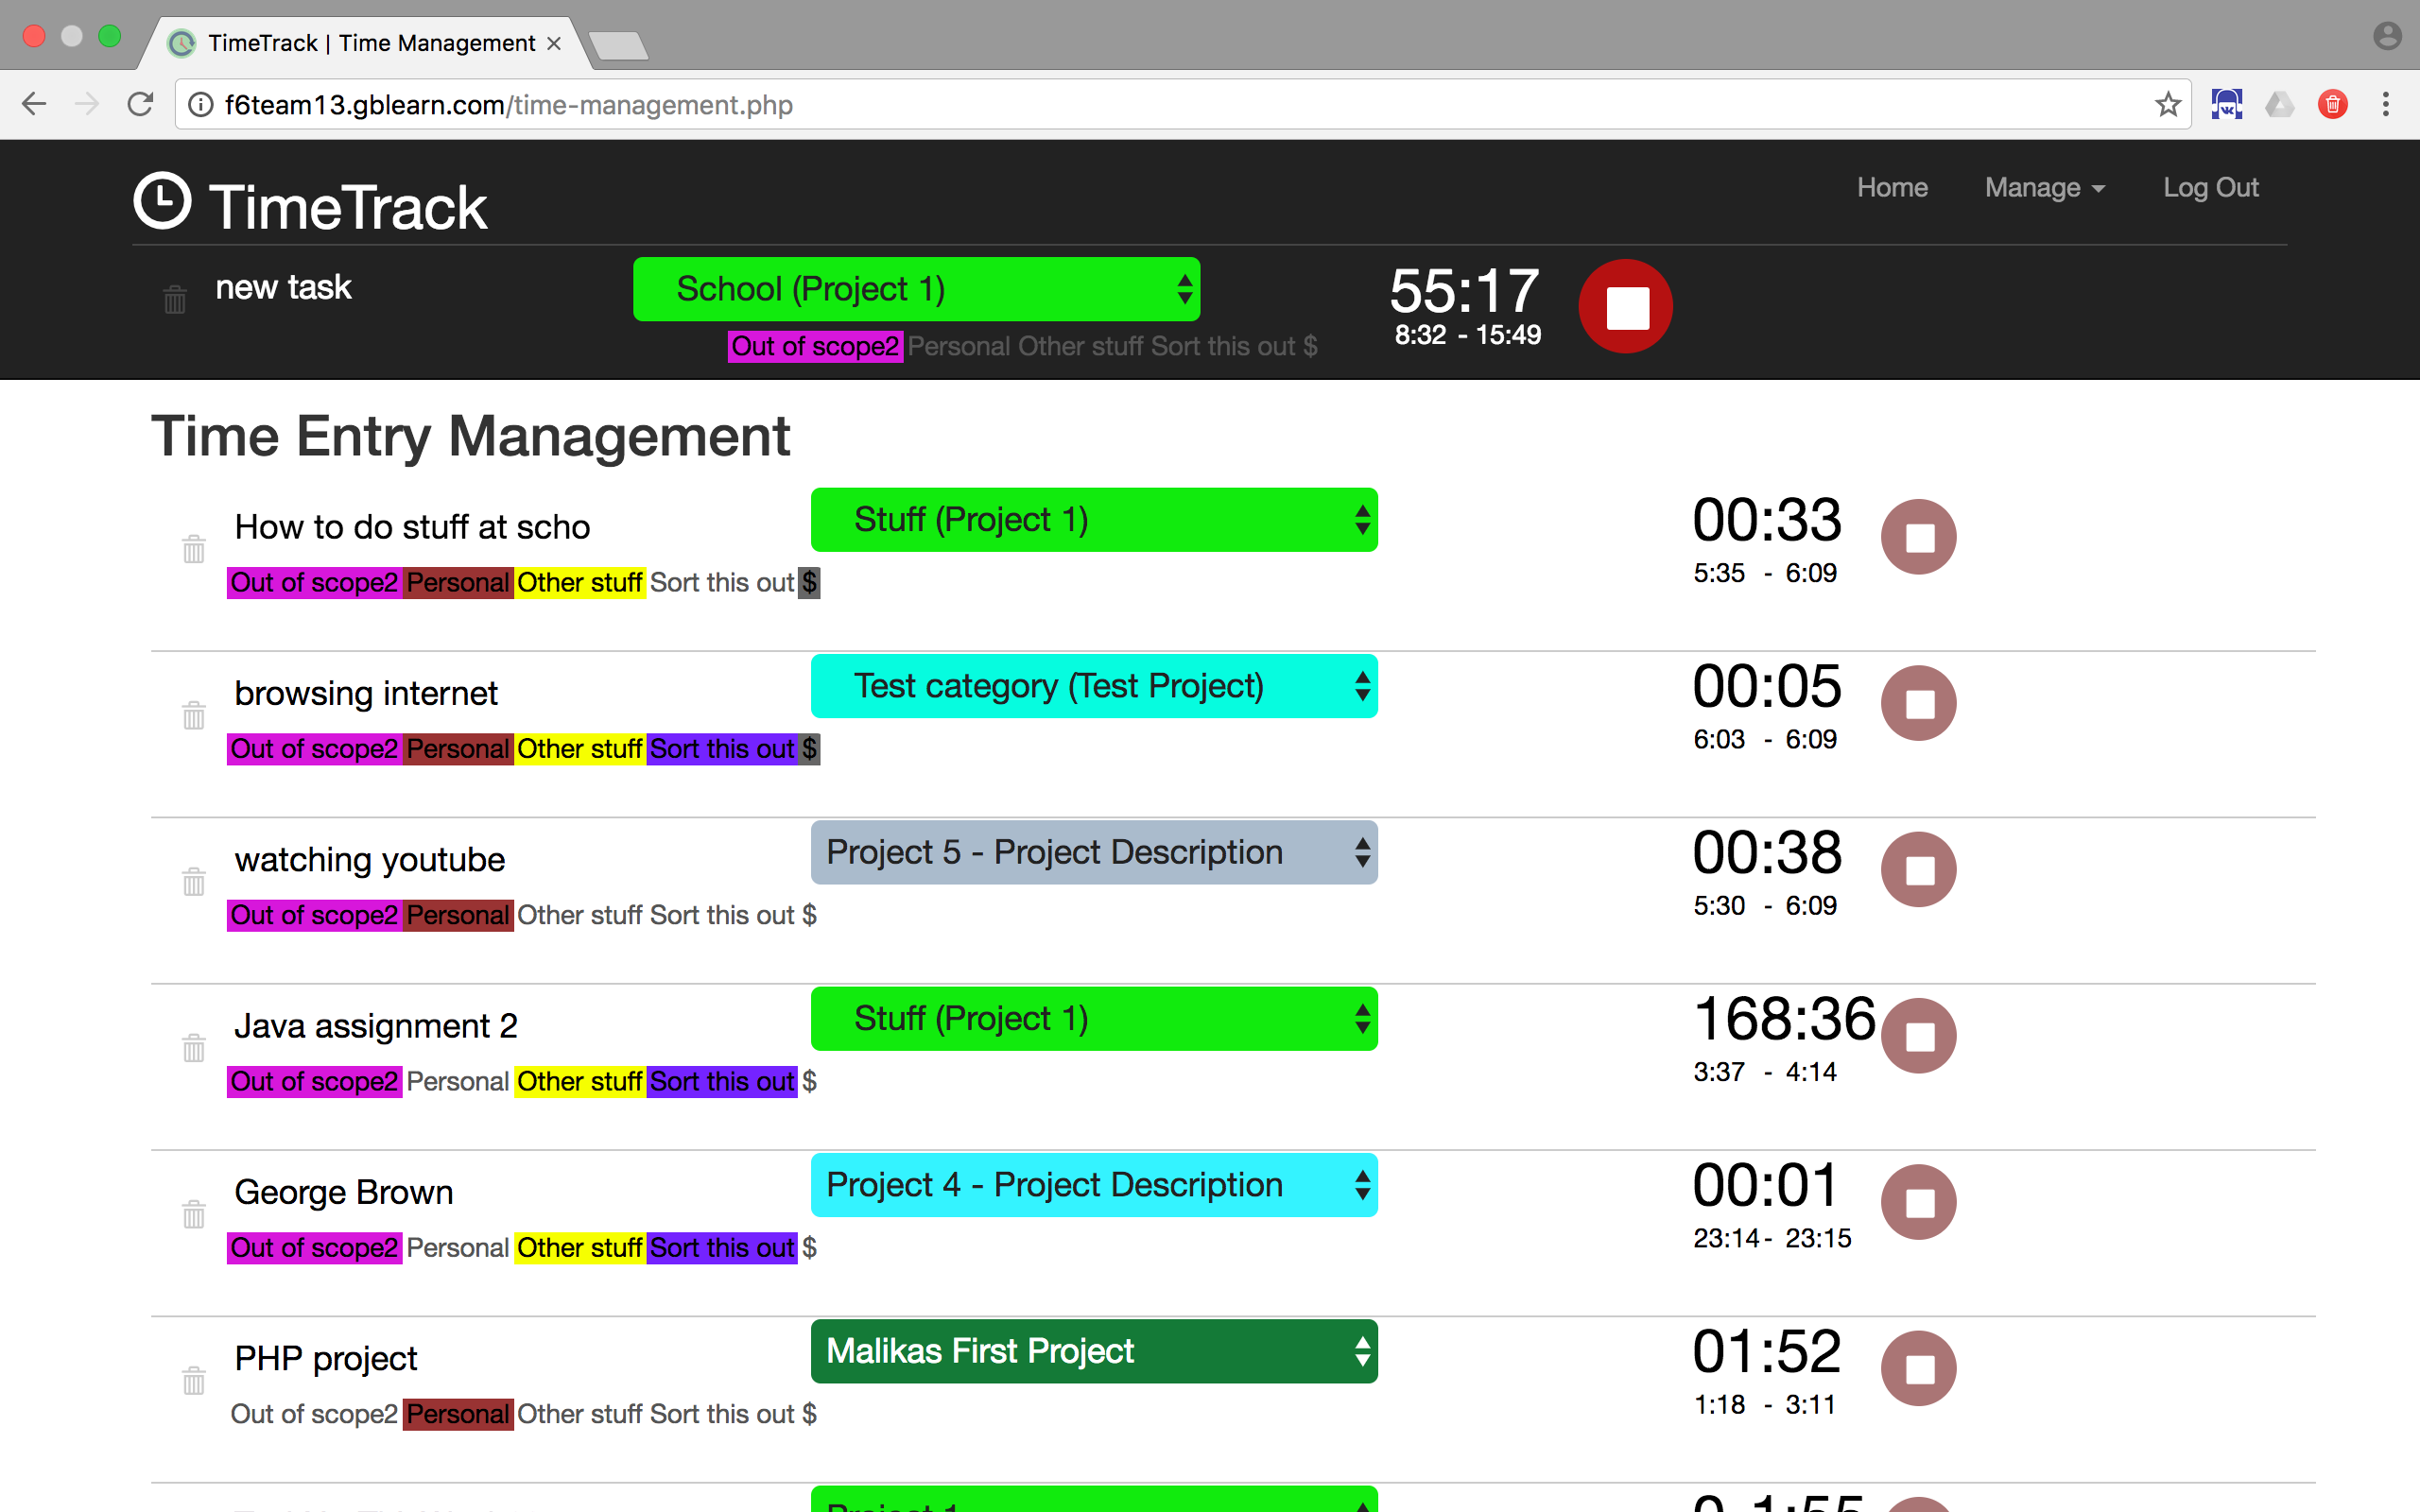 TimeTrack | Time Management
f6team13.gblearn.com/time-management.php
TimeTrack
Home Manage Log Out
new task School (Project 1) 55:17
8:32 - 15:49
Out of scope2 Personal Other stuff Sort this out $
Time Entry Management
How to do stuff at scho Stuff (Project 1) 00:33
5:35 - 6:09
Out of scope2 Personal Other stuff Sort this out $
browsing internet Test category (Test Project) 00:05
6:03 - 6:09
Out of scope2 Personal Other stuff Sort this out $
watching youtube Project 5 - Project Description 00:38
5:30 - 6:09
Out of scope2 Personal Other stuff Sort this out $
Java assignment 2 Stuff (Project 1) 168:36
3:37 - 4:14
Out of scope2 Personal Other stuff Sort this out $
George Brown Project 4 - Project Description 00:01
23:14 - 23:15
Out of scope2 Personal Other stuff Sort this out $
PHP project Malikas First Project 01:52
1:18 - 3:11
Out of scope2 Personal Other stuff Sort this out $
Project 1